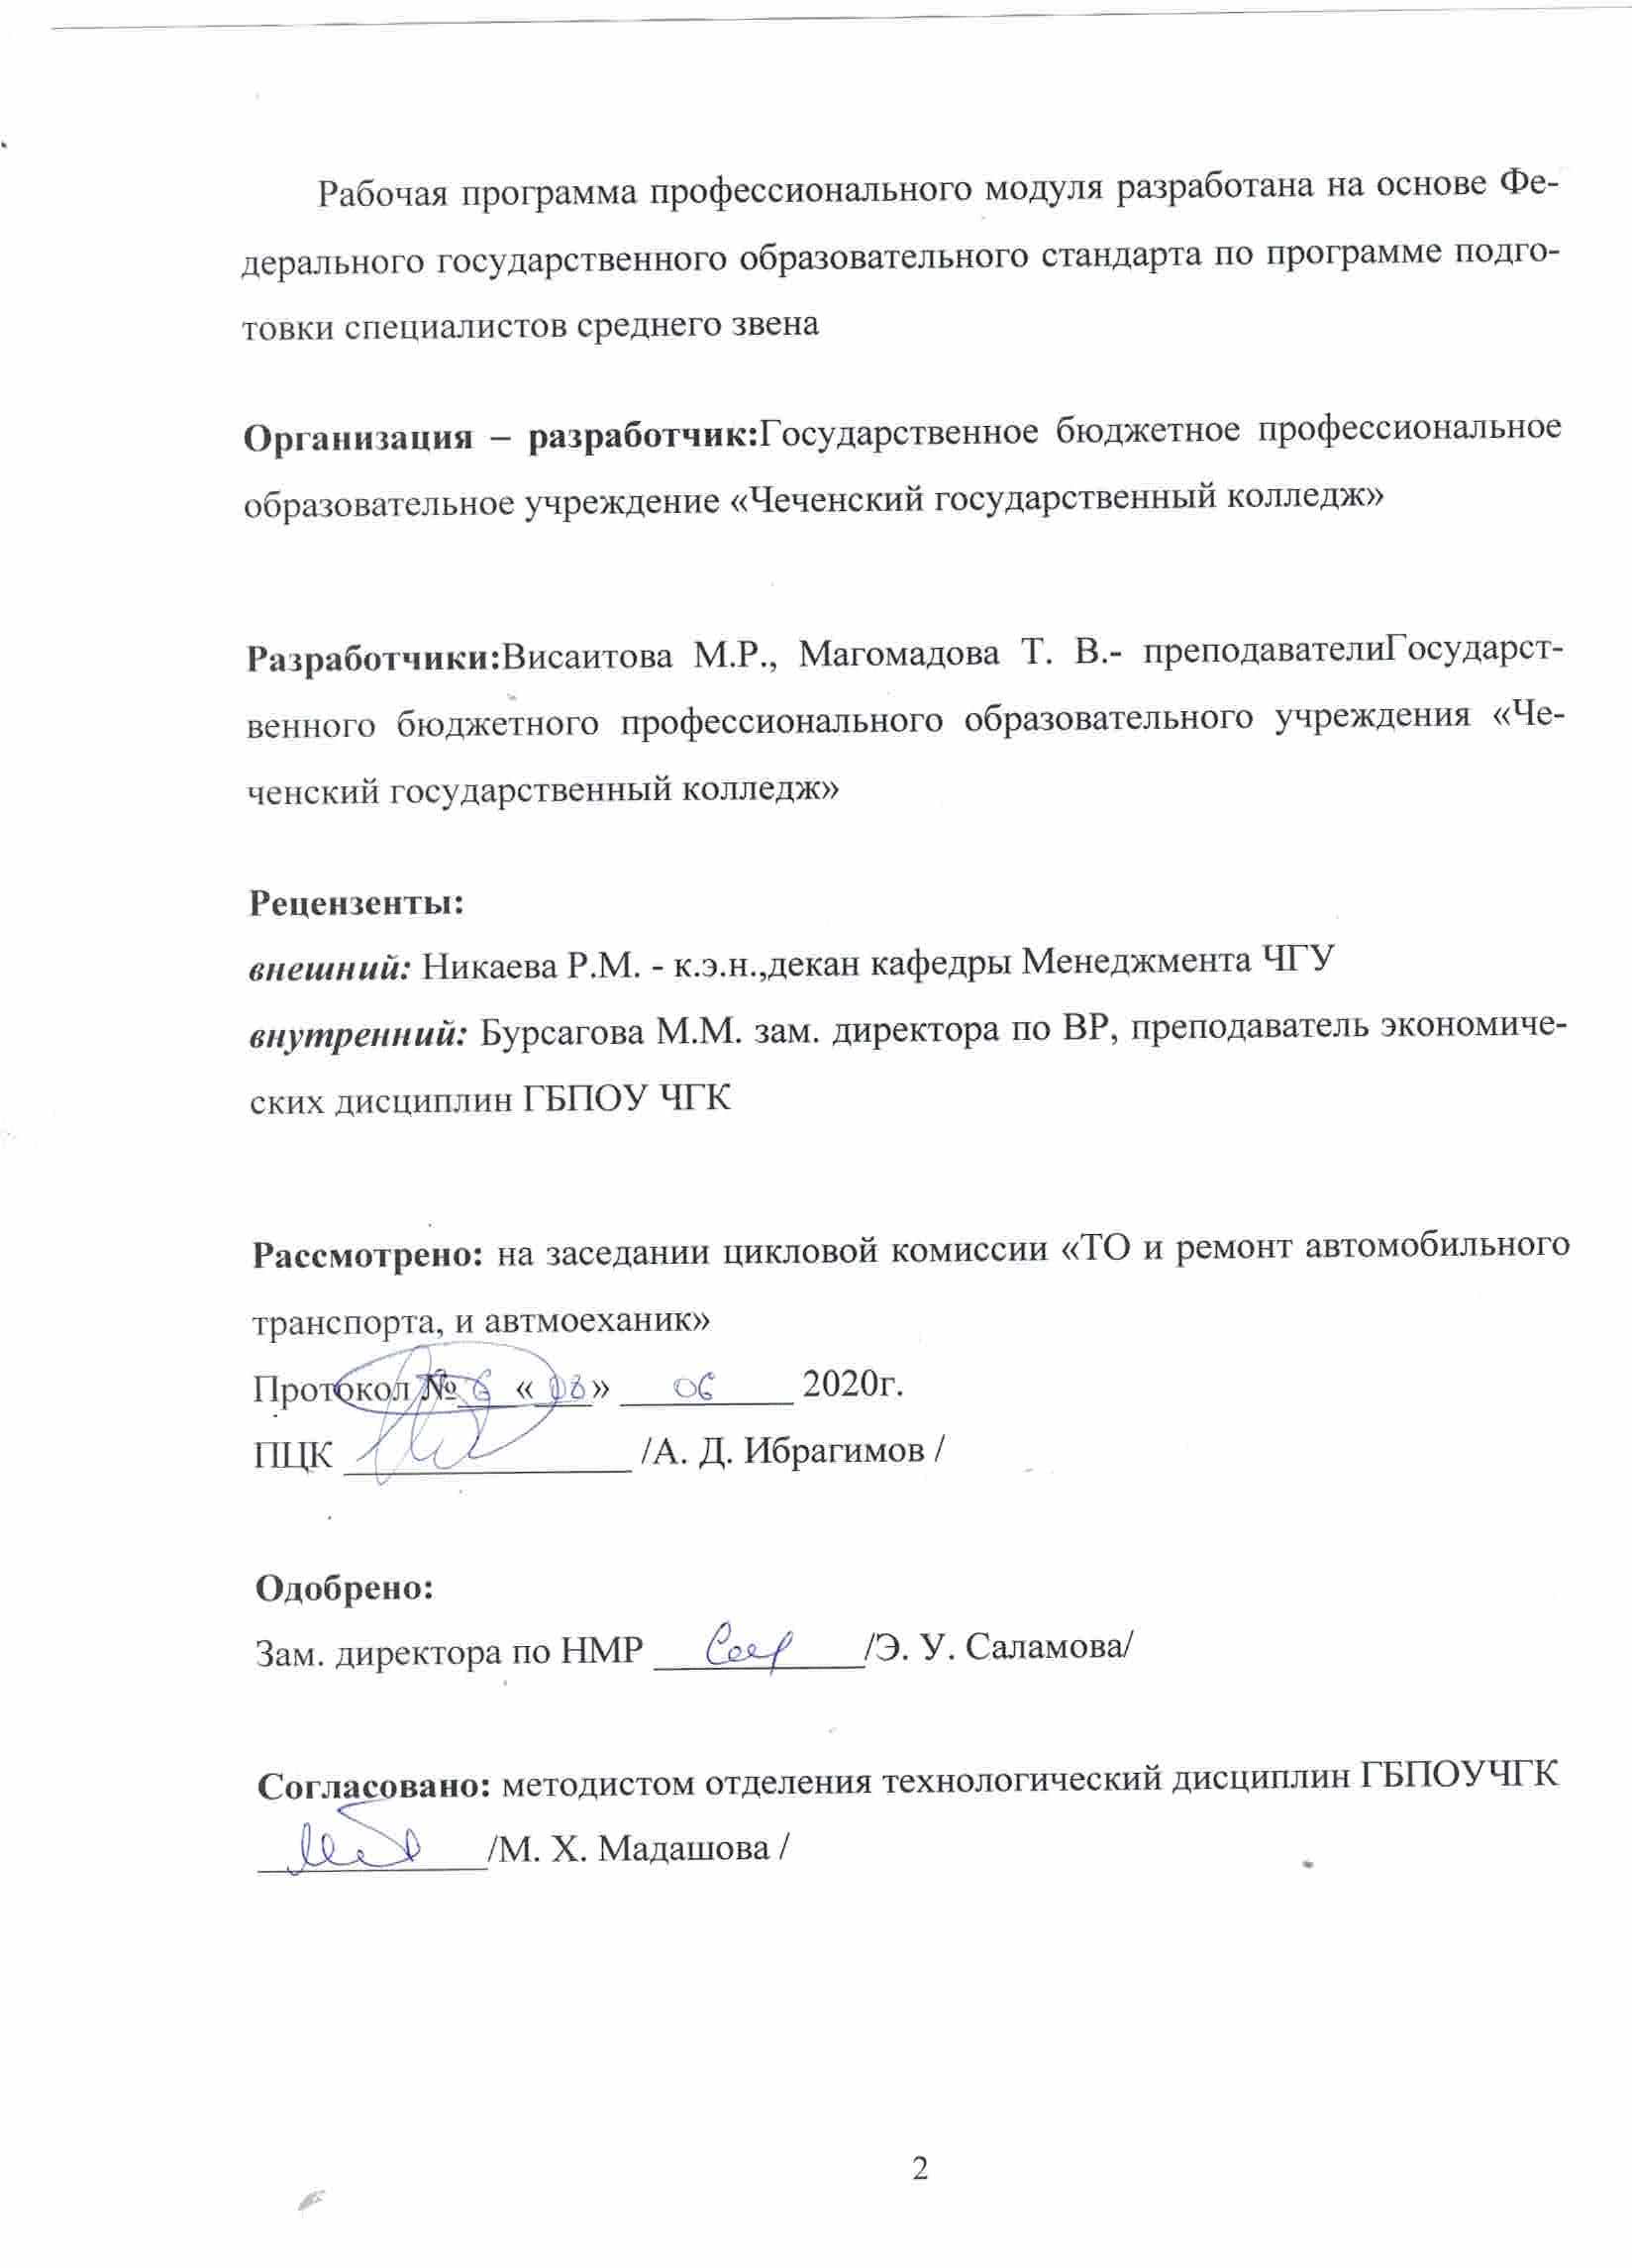 Рабочая программа профессионального модуля разработана на основе Фе-
дерального государственного образовательного стандарта по программе подго-
товки специалистов среднего звена
Организация – разработчик:Государственное бюджетное профессиональное
образовательное учреждение «Чеченский государственный колледж»
Разработчики:Висаитова М.Р., Магомадова Т. В.- преподавателиГосударст-
венного бюджетного профессионального образовательного учреждения «Че-
ченский государственный колледж»
Рецензенты:
внешний: Никаева Р.М. - к.э.н.,декан кафедры Менеджмента ЧГУ
внутренний: Бурсагова М.М. зам. директора по ВР, преподаватель экономиче-
ских дисциплин ГБПОУ ЧГК
Рассмотрено: на заседании цикловой комиссии «ТО и ремонт автомобильного
транспорта, и автмоеханик»
Протокол № 6 « 08» 06 2020г.
ПЦК /А. Д. Ибрагимов /
Одобрено:
Зам. директора по НМР /Э. У. Саламова/
Согласовано: методистом отделения технологический дисциплин ГБПОУЧГК
/М. Х. Мадашова /
2